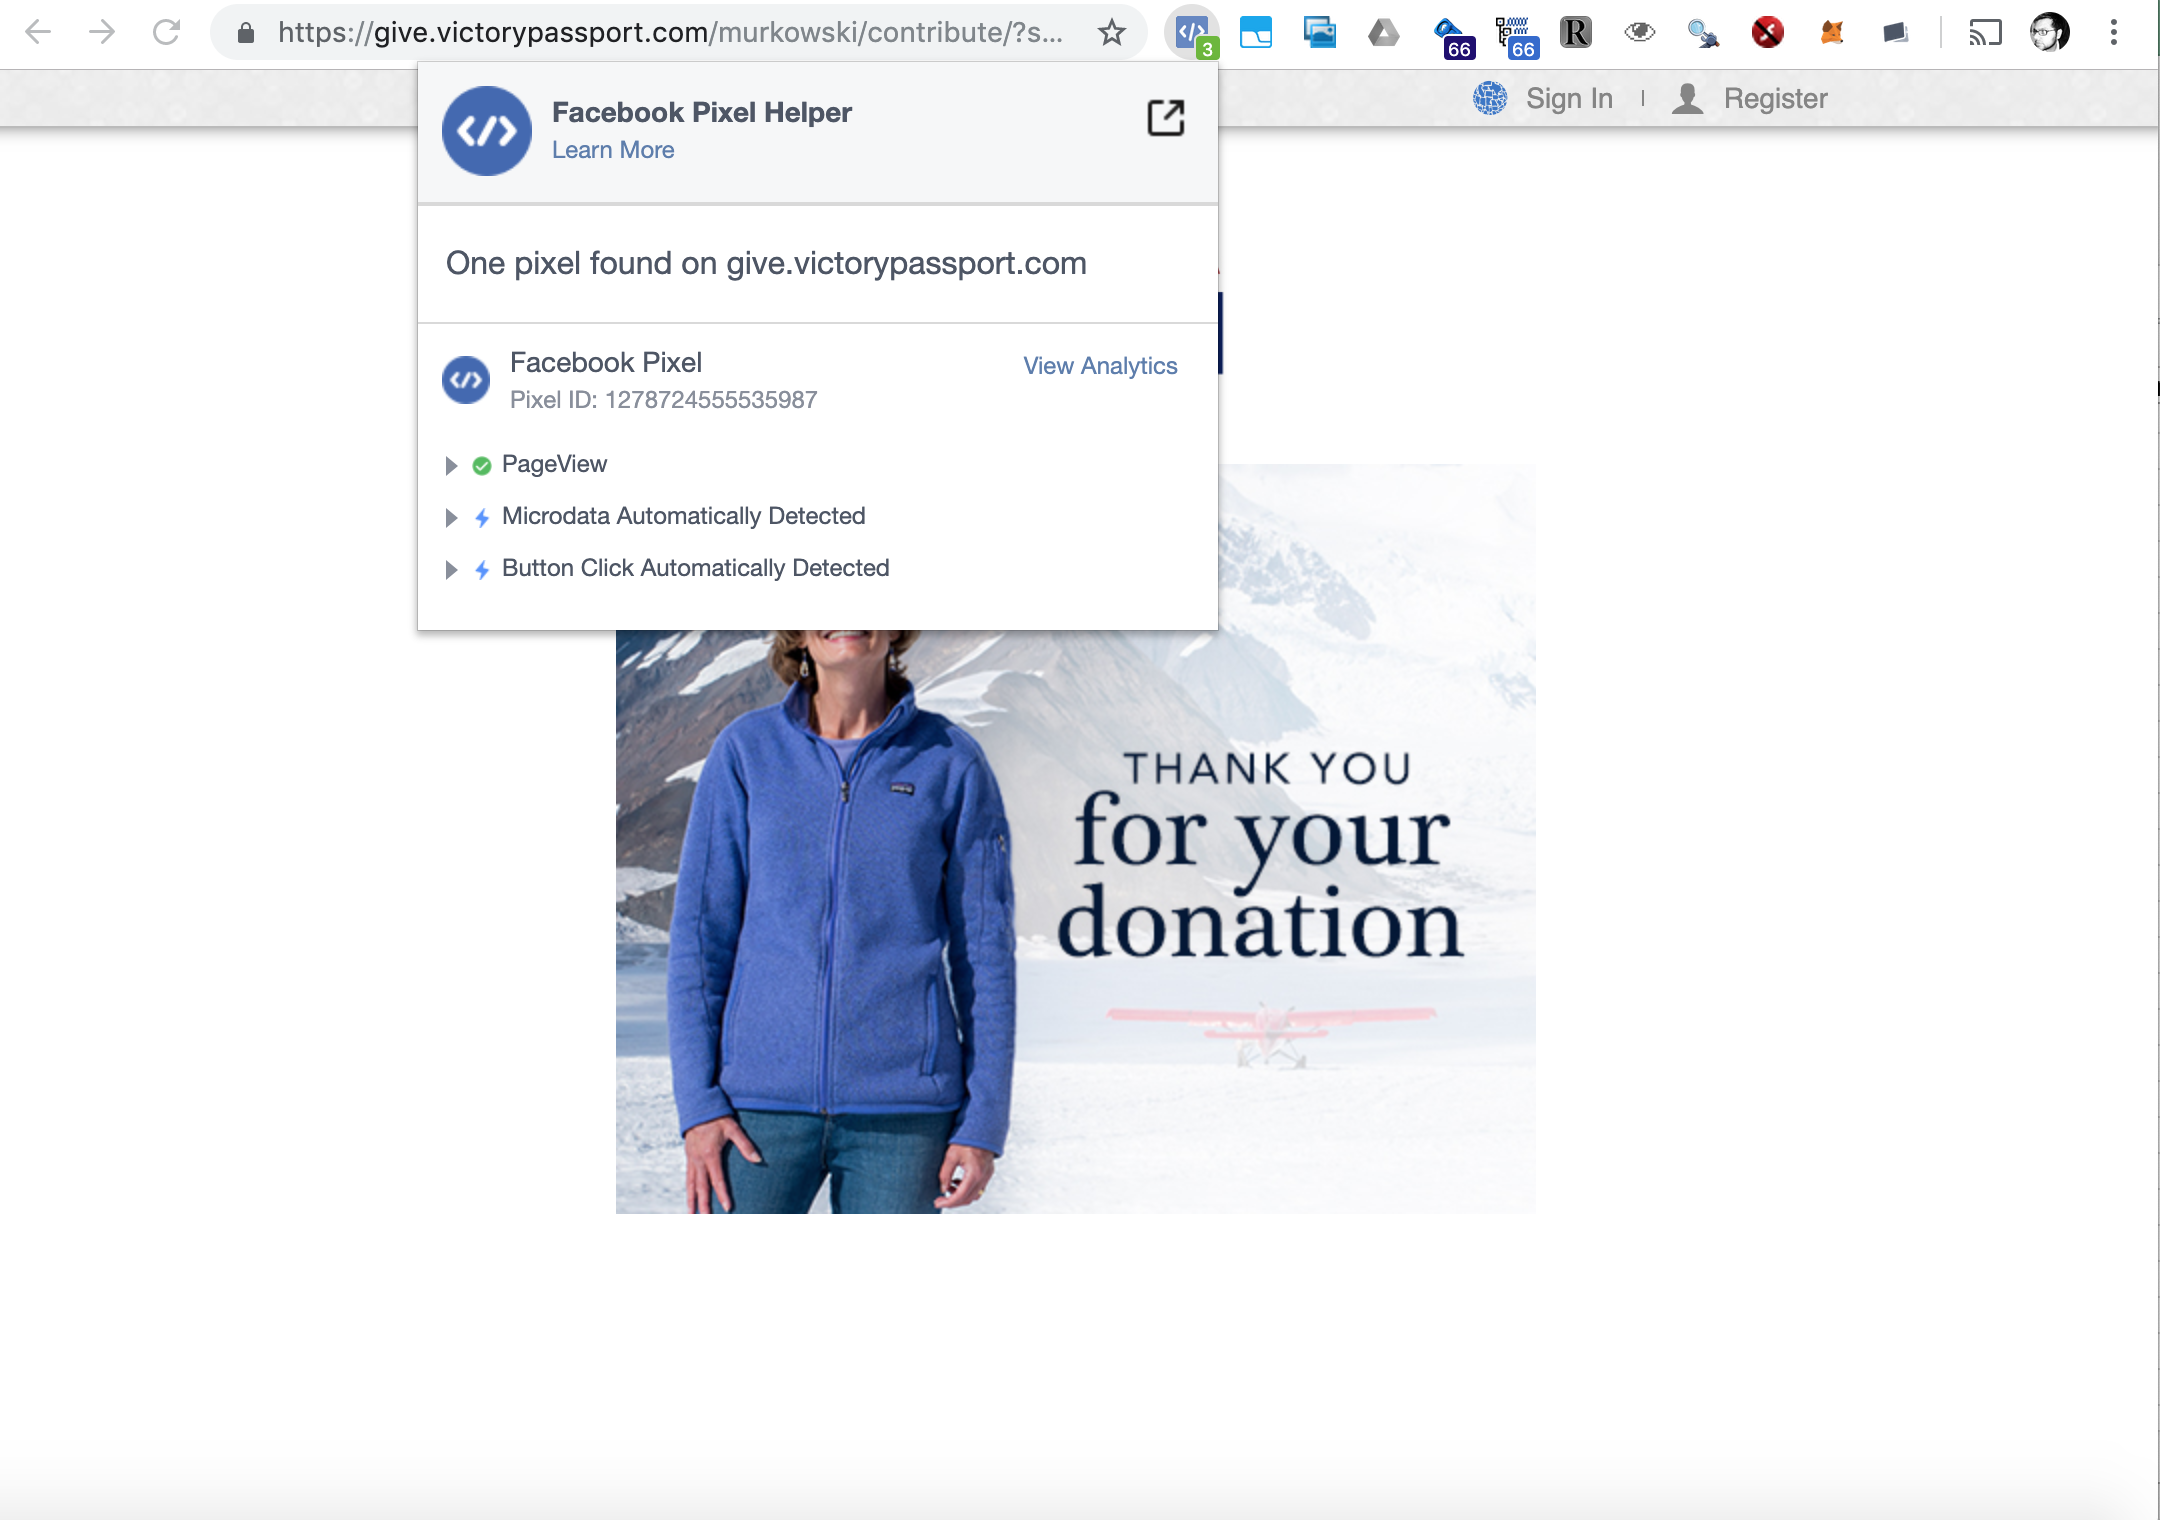 https://give.victorypassport.com/murkowski/contribute/?s...
3
66
66
R
Sign In
Register
Facebook Pixel Helper
Learn More
One pixel found on give.victorypassport.com
Facebook Pixel
View Analytics
Pixel ID: 1278724555535987
PageView
Microdata Automatically Detected
Button Click Automatically Detected
THANK YOU
for your
donation